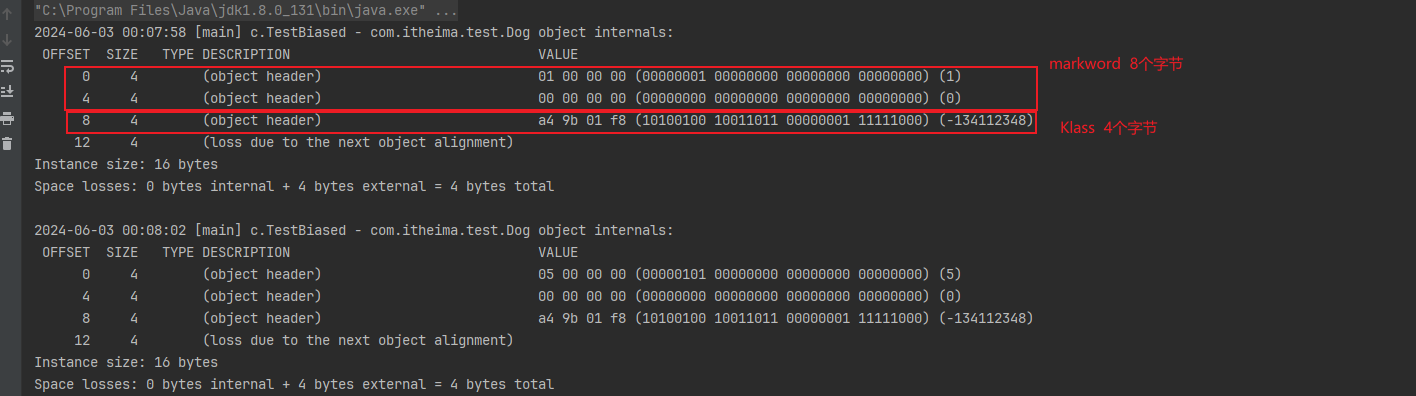 "C:\Program Files\Java\jdk1.8.0_131\bin\java.exe" ...
2024-06-03 00:07:58 [main] c.TestBiased - com.itheima.test.Dog object internals:
OFFSET  SIZE   TYPE DESCRIPTION                               VALUE
markword 8个字节
0     4        (object header)                           01 00 00 00 (00000001 00000000 00000000 00000000) (1)
4     4        (object header)                           00 00 00 00 (00000000 00000000 00000000 00000000) (0)
8     4        (object header)                           a4 9b 01 f8 (10100100 10011011 00000001 11111000) (-134112348)
Klass 4个字节
12     4        (loss due to the next object alignment)
Instance size: 16 bytes
Space losses: 0 bytes internal + 4 bytes external = 4 bytes total
2024-06-03 00:08:02 [main] c.TestBiased - com.itheima.test.Dog object internals:
OFFSET  SIZE   TYPE DESCRIPTION                               VALUE
0     4        (object header)                           05 00 00 00 (00000101 00000000 00000000 00000000) (5)
4     4        (object header)                           00 00 00 00 (00000000 00000000 00000000 00000000) (0)
8     4        (object header)                           a4 9b 01 f8 (10100100 10011011 00000001 11111000) (-134112348)
12     4        (loss due to the next object alignment)
Instance size: 16 bytes
Space losses: 0 bytes internal + 4 bytes external = 4 bytes total